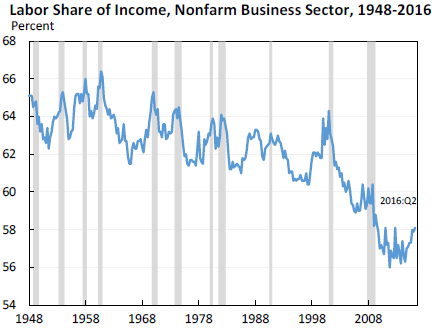 Labor Share of Income, Nonfarm Business Sector, 1948-2016
Percent
68
66
64
62
60
58
56
54
2016:Q2
1948 1958 1968 1978 1988 1998 2008